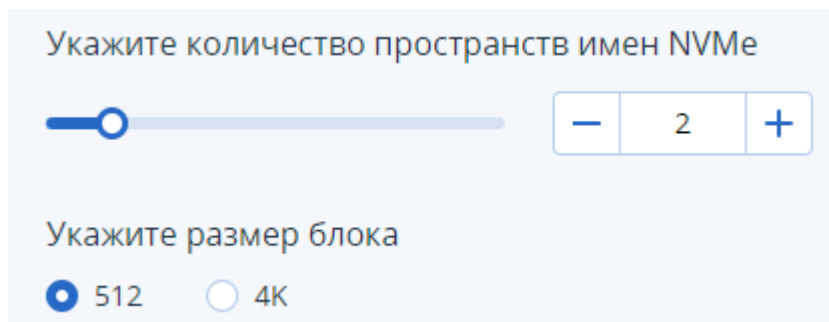 Укажите количество пространств имен NVMe
— 2 +
Укажите размер блока
512 4K